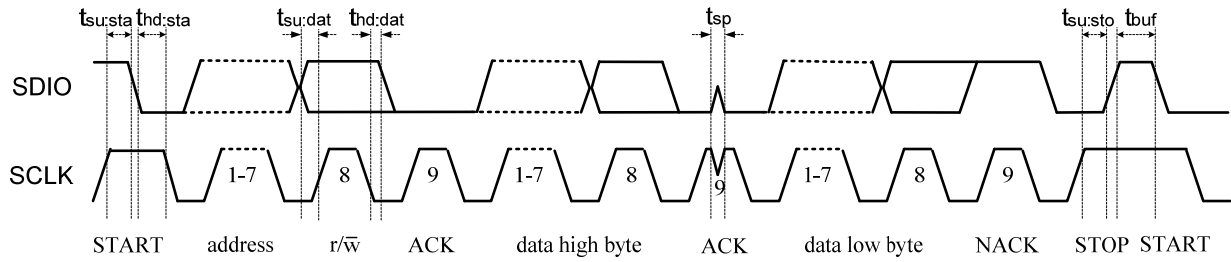 tsu:sta thd:sta tsu:dat thd:dat tsp tsu:sto tbuf
SDIO
SCLK 1-7 8 9 1-7 8 9 1-7 8 9
START address r/w̅ ACK data high byte ACK data low byte NACK STOP START